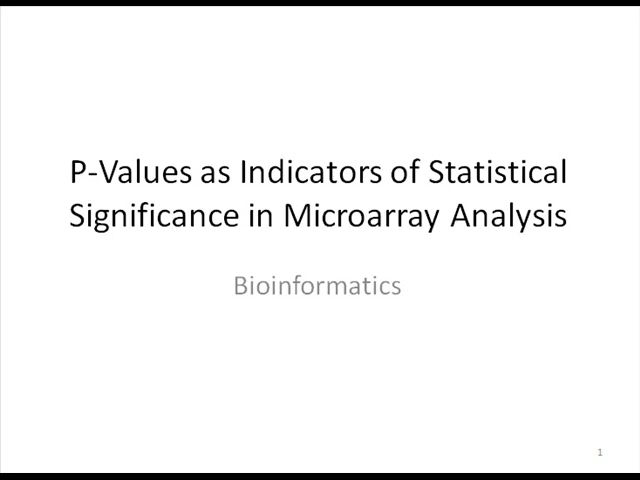 P-Values as Indicators of Statistical
Significance in Microarray Analysis
Bioinformatics
1